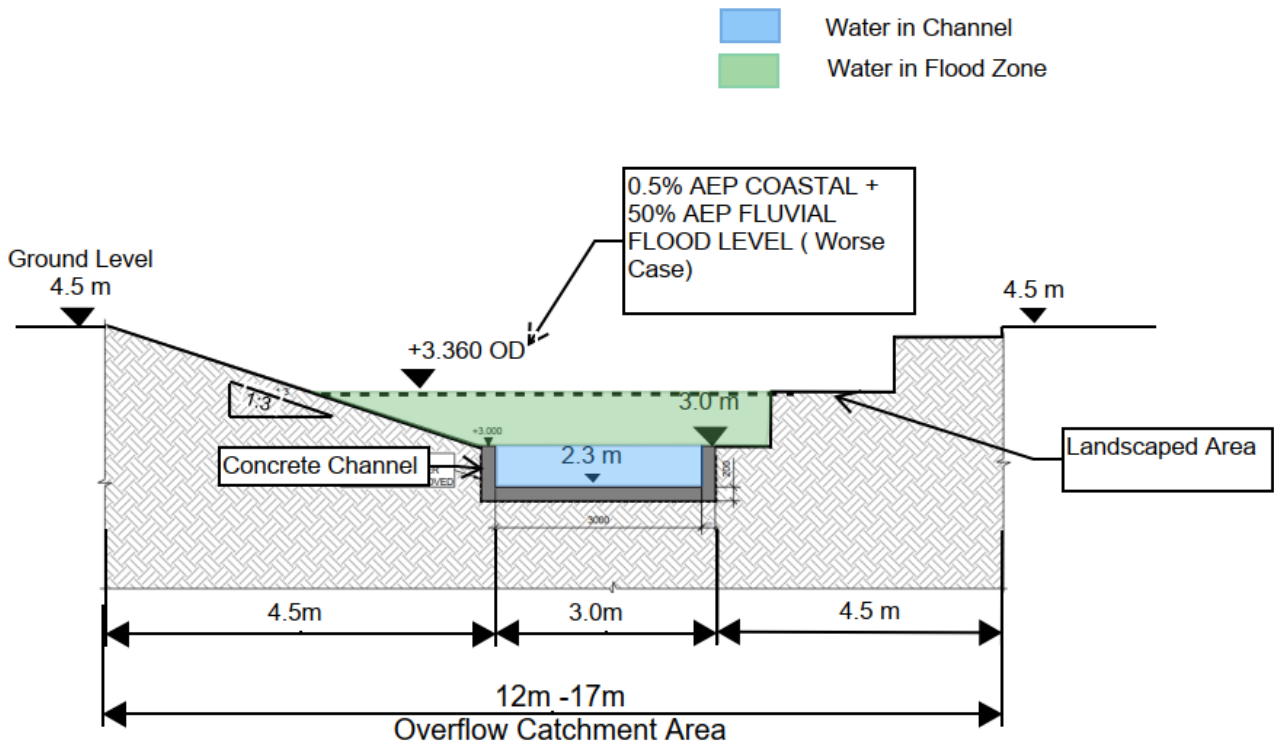 Water in Channel
Water in Flood Zone
0.5% AEP COASTAL +
50% AEP FLUVIAL
FLOOD LEVEL ( Worse
Case)
Ground Level
4.5 m
4.5 m
+3.360 OD
1:3
3.0 m
+3.000
Concrete Channel
2.3 m
Landscaped Area
200
3000
4.5m
3.0m
4.5 m
12m -17m
Overflow Catchment Area